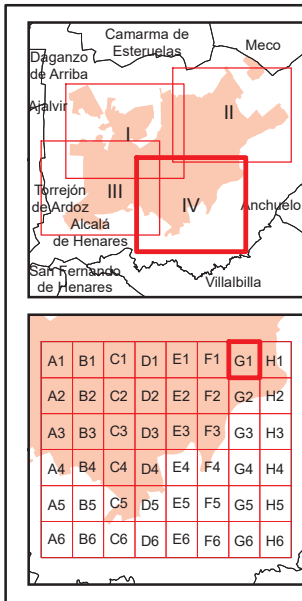 Camarma de
Esteruelas
Meco
Daganzo
de Arriba
Ajalvir
I
II
Torrejón
de Ardoz
III
IV
Anchuelo
Alcalá
de Henares
San Fernando
de Henares
Villalbilla
A1 B1 C1 D1 E1 F1 G1 H1
A2 B2 C2 D2 E2 F2 G2 H2
A3 B3 C3 D3 E3 F3 G3 H3
A4 B4 C4 D4 E4 F4 G4 H4
A5 B5 C5 D5 E5 F5 G5 H5
A6 B6 C6 D6 E6 F6 G6 H6